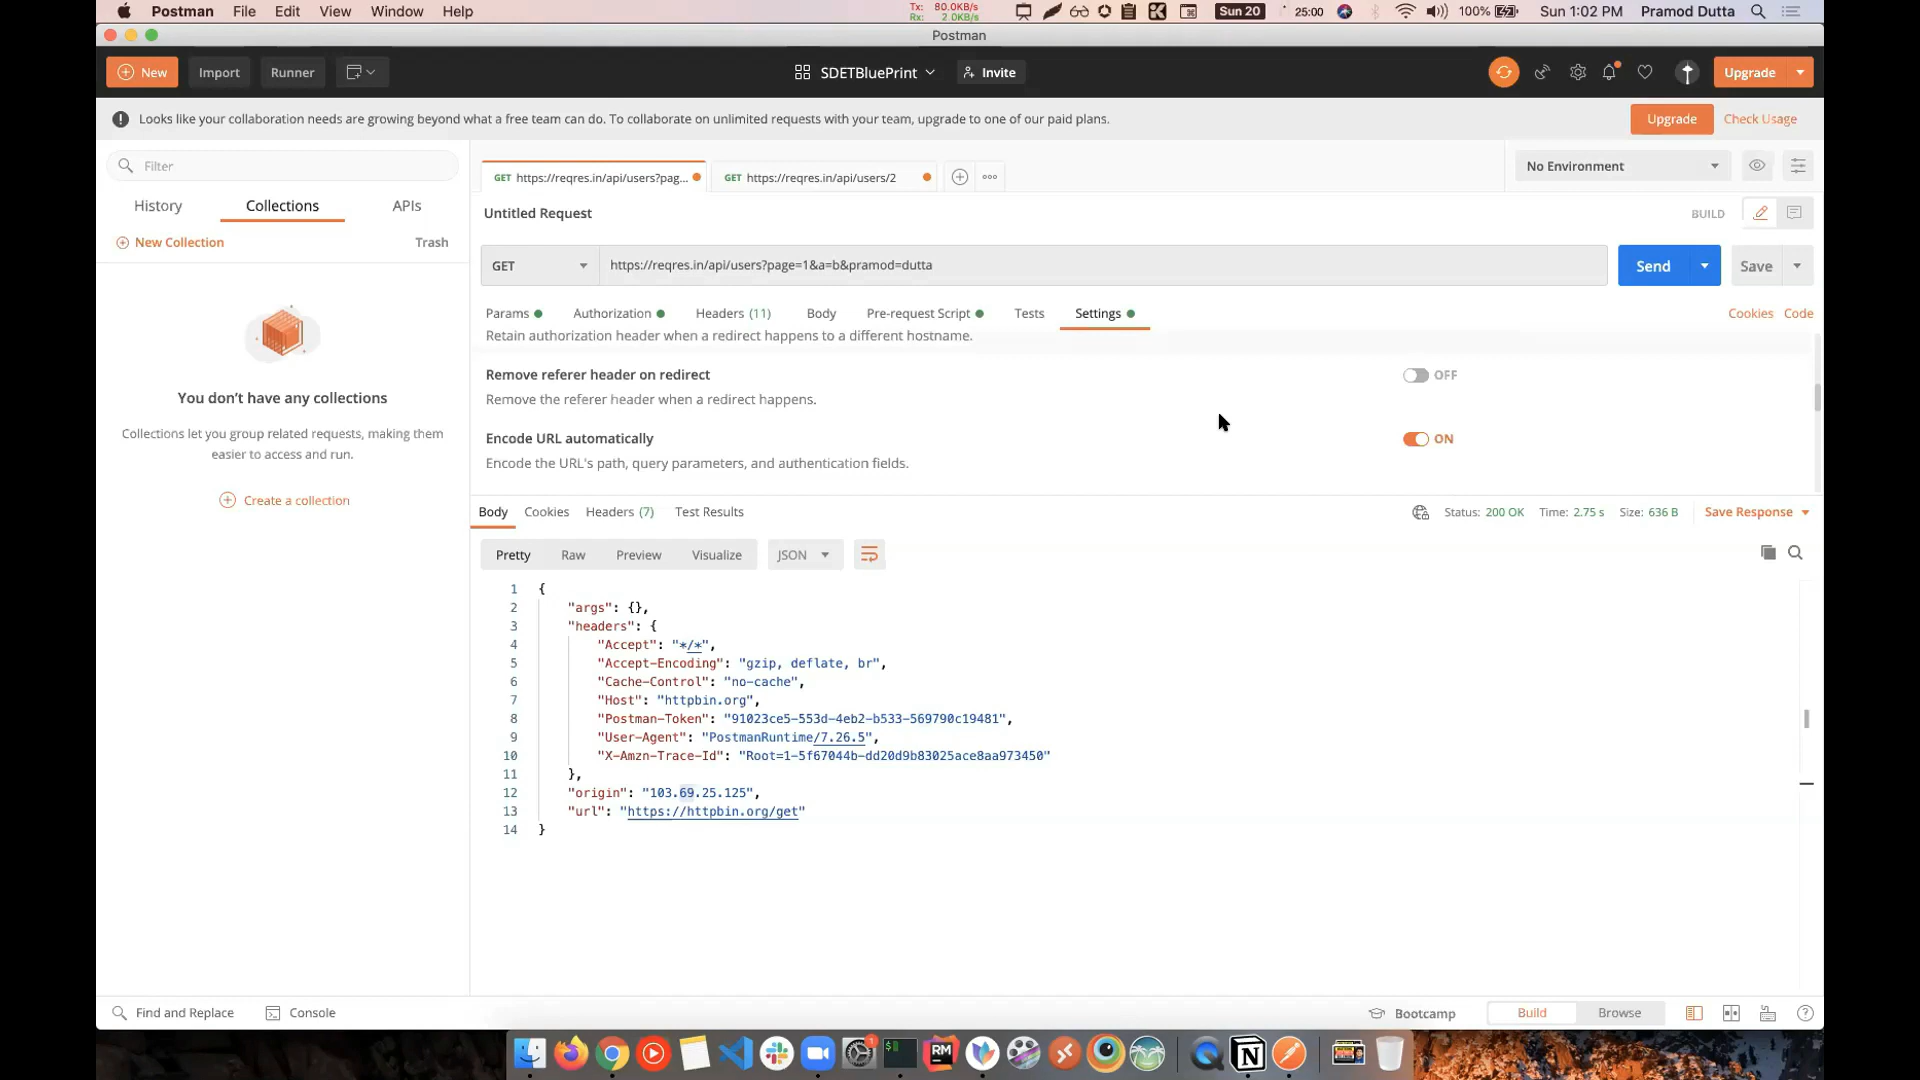 Postman File Edit View Window Help
Tx: 80.0KB/s
Rx: 2.0KB/s
Sun 20 25:00 100% Sun 1:02 PM Pramod Dutta
Postman
New Import Runner SDETBluePrint Invite Upgrade
Looks like your collaboration needs are growing beyond what a free team can do. To collaborate on unlimited requests with your team, upgrade to one of our paid plans. Upgrade Check Usage
Filter
GET https://reqres.in/api/users?pag... GET https://reqres.in/api/users/2 No Environment
History Collections APIs
Untitled Request BUILD
New Collection Trash
GET https://reqres.in/api/users?page=1&a=b&pramod=dutta Send Save
Params Authorization Headers (11) Body Pre-request Script Tests Settings Cookies Code
Retain authorization header when a redirect happens to a different hostname.
Remove referer header on redirect OFF
Remove the referer header when a redirect happens.
Encode URL automatically ON
Encode the URL's path, query parameters, and authentication fields.
You don't have any collections
Collections let you group related requests, making them
easier to access and run.
Create a collection
Body Cookies Headers (7) Test Results Status: 200 OK Time: 2.75 s Size: 636 B Save Response
Pretty Raw Preview Visualize JSON
1 {
2 "args": {},
3 "headers": {
4 "Accept": "*/*",
5 "Accept-Encoding": "gzip, deflate, br",
6 "Cache-Control": "no-cache",
7 "Host": "httpbin.org",
8 "Postman-Token": "91023ce5-553d-4eb2-b533-569790c19481",
9 "User-Agent": "PostmanRuntime/7.26.5",
10 "X-Amzn-Trace-Id": "Root=1-5f67044b-dd20d9b83025ace8aa973450"
11 },
12 "origin": "103.69.25.125",
13 "url": "https://httpbin.org/get"
14 }
Find and Replace Console Bootcamp Build Browse
RM